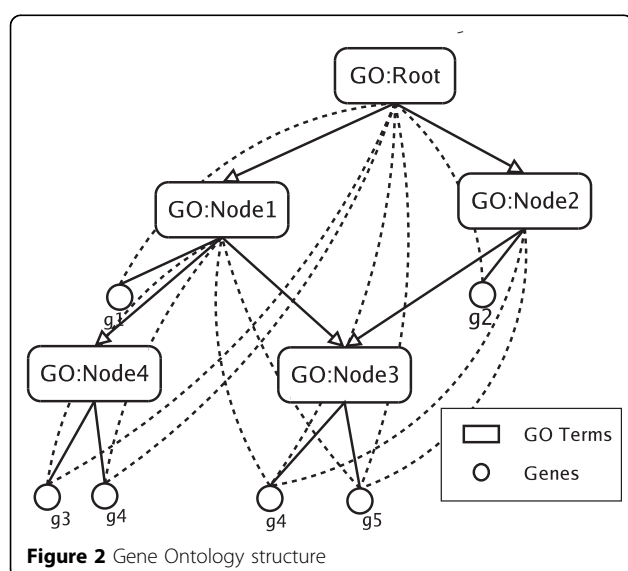 GO:Root
GO:Node1
GO:Node2
g1
g2
GO:Node4
GO:Node3
GO Terms
Genes
g3
g4
g4
g5
Figure 2 Gene Ontology structure